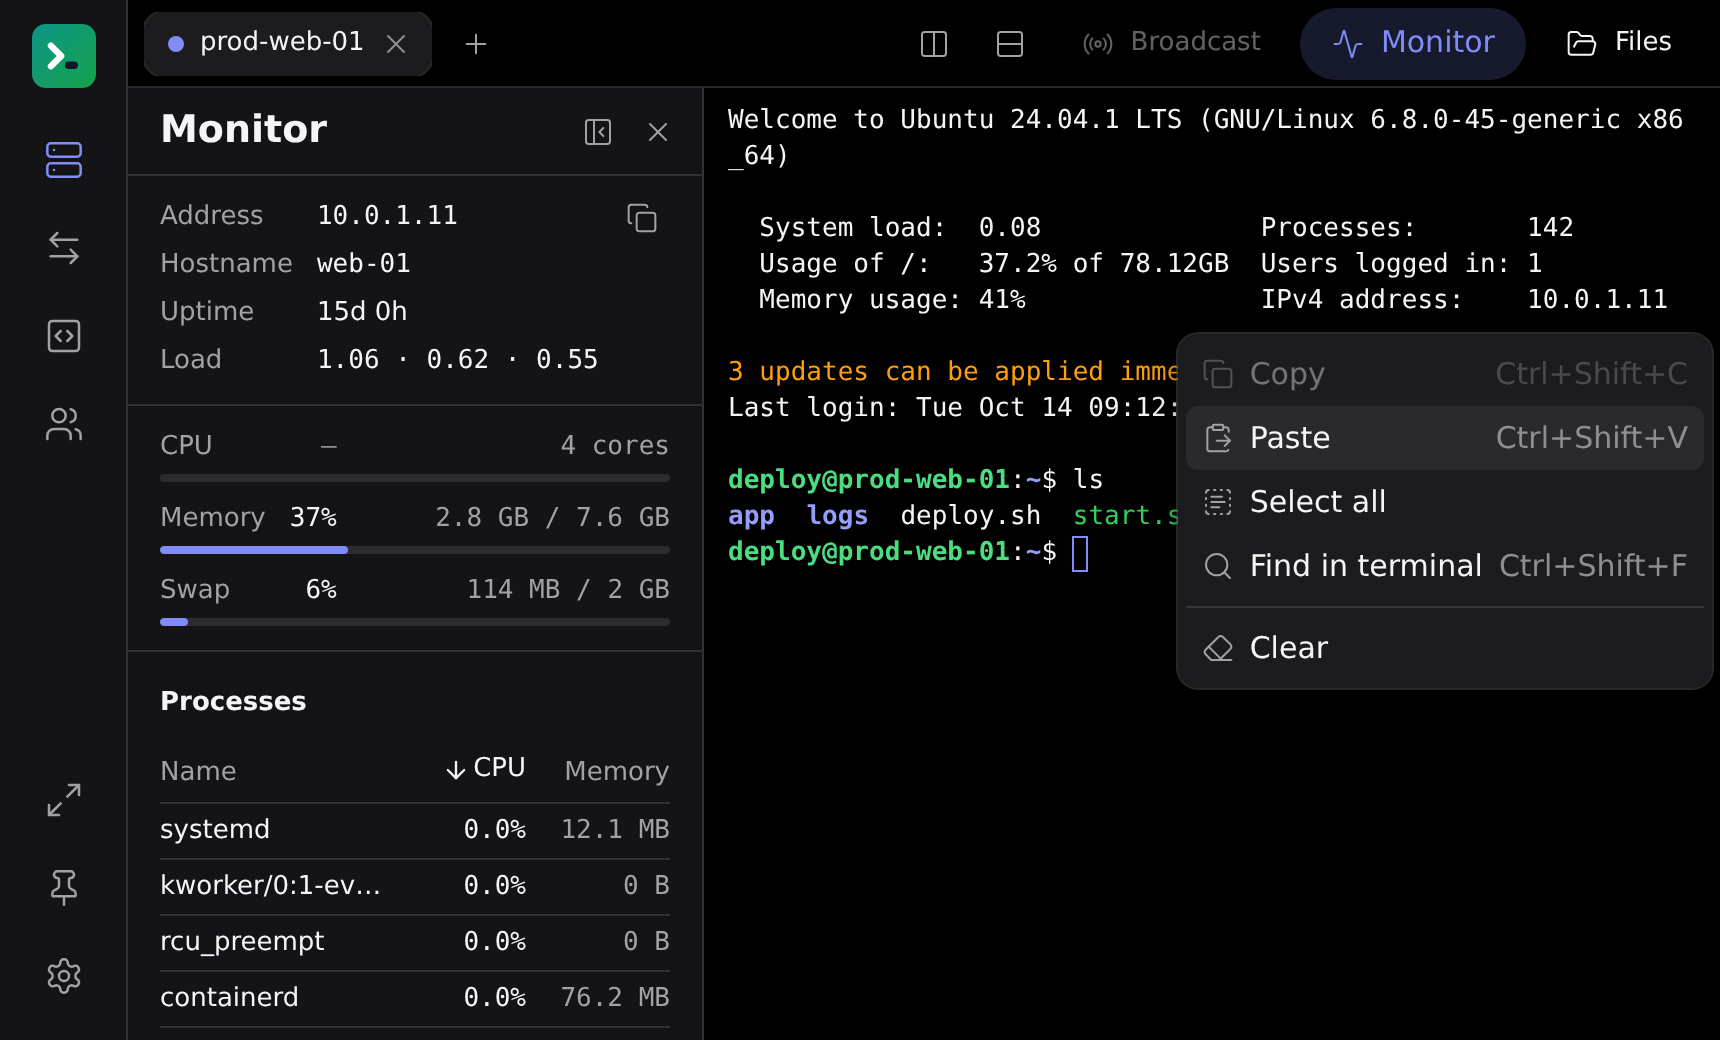 prod-web-01
Broadcast
Monitor
Files
Monitor
Address 10.0.1.11
Hostname web-01
Uptime 15d 0h
Load 1.06 · 0.62 · 0.55
CPU – 4 cores
Memory 37% 2.8 GB / 7.6 GB
Swap 6% 114 MB / 2 GB
Processes
Name CPU Memory
systemd 0.0% 12.1 MB
kworker/0:1-ev… 0.0% 0 B
rcu_preempt 0.0% 0 B
containerd 0.0% 76.2 MB
Welcome to Ubuntu 24.04.1 LTS (GNU/Linux 6.8.0-45-generic x86
_64)
System load: 0.08 Processes: 142
Usage of /: 37.2% of 78.12GB Users logged in: 1
Memory usage: 41% IPv4 address: 10.0.1.11
3 updates can be applied imme
Last login: Tue Oct 14 09:12:
deploy@prod-web-01:~$ ls
app logs deploy.sh start.s
deploy@prod-web-01:~$
Copy Ctrl+Shift+C
Paste Ctrl+Shift+V
Select all
Find in terminal Ctrl+Shift+F
Clear